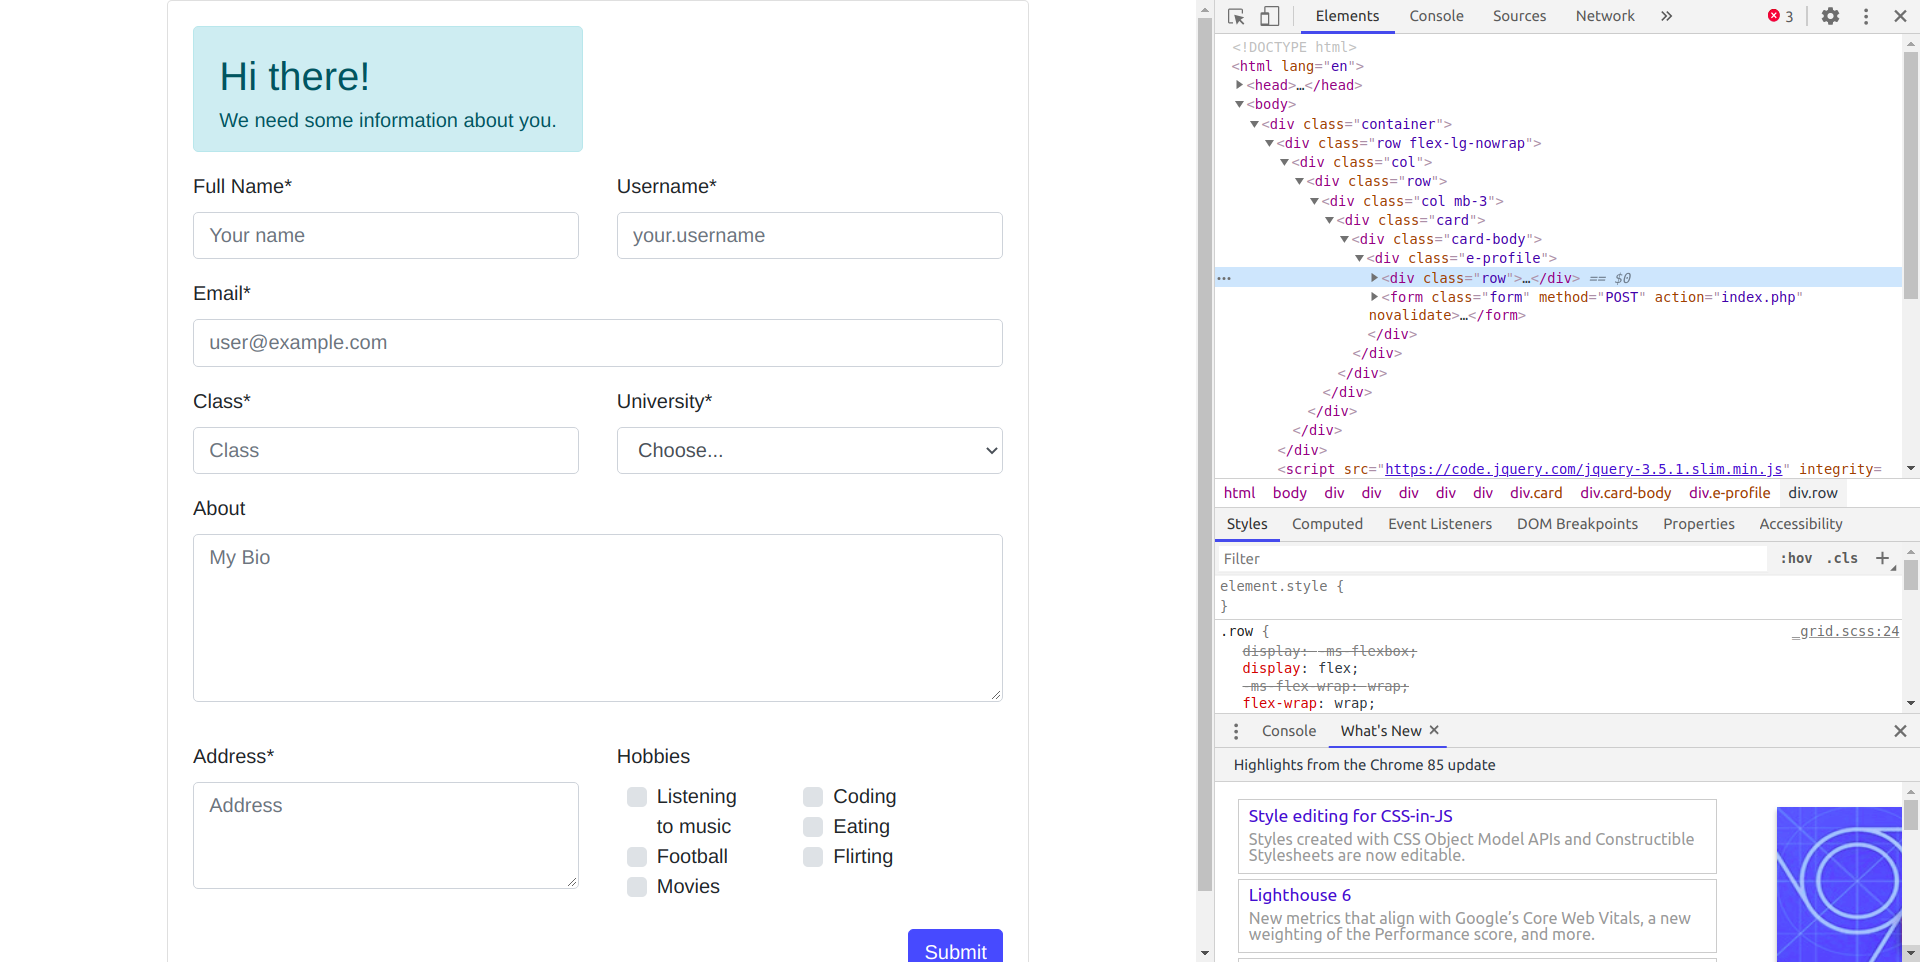 Hi there!
We need some information about you.
Full Name*
Username*
Your name
your.username
Email*
user@example.com
Class*
University*
Class
Choose...
About
My Bio
Address*
Hobbies
Address
Listening to music
Coding
Eating
Football
Flirting
Movies
Submit
Elements Console Sources Network » 3
<!DOCTYPE html>
<html lang="en">
<head>…</head>
<body>
<div class="container">
<div class="row flex-lg-nowrap">
<div class="col">
<div class="row">
<div class="col mb-3">
<div class="card">
<div class="card-body">
<div class="e-profile">
<div class="row">…</div> == $0
<form class="form" method="POST" action="index.php"
novalidate>…</form>
</div>
</div>
</div>
</div>
</div>
</div>
</div>
<script src="https://code.jquery.com/jquery-3.5.1.slim.min.js" integrity=
html body div div div div div div.card div.card-body div.e-profile div.row
Styles Computed Event Listeners DOM Breakpoints Properties Accessibility
Filter :hov .cls +
element.style {
}
.row { _grid.scss:24
display: -ms-flexbox;
display: flex;
-ms-flex-wrap: wrap;
flex-wrap: wrap;
Console What's New
Highlights from the Chrome 85 update
Style editing for CSS-in-JS
Styles created with CSS Object Model APIs and Constructible
Stylesheets are now editable.
Lighthouse 6
New metrics that align with Google's Core Web Vitals, a new
weighting of the Performance score, and more.